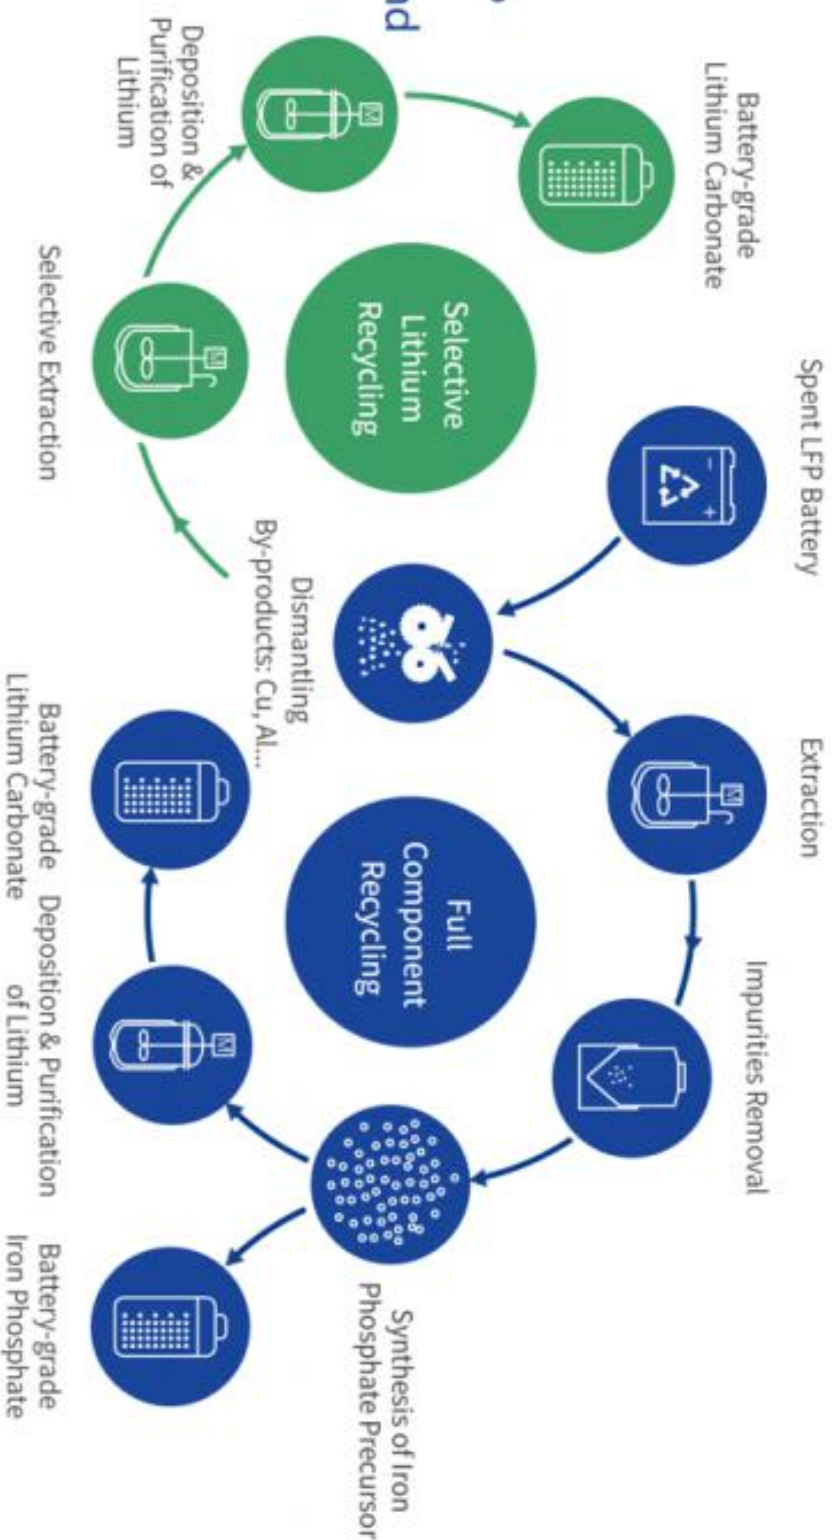 nd
Battery-grade
Lithium Carbonate
Deposition &
Purification of
Lithium
Selective Extraction
Selective
Lithium
Recycling
Spent LFP Battery
Dismantling
By-products: Cu, Al...
Extraction
Impurities Removal
Full
Component
Recycling
Synthesis of Iron
Phosphate Precursor
Battery-grade
Lithium Carbonate
Deposition & Purification
of Lithium
Battery-grade
Iron Phosphate
M
M
M
M